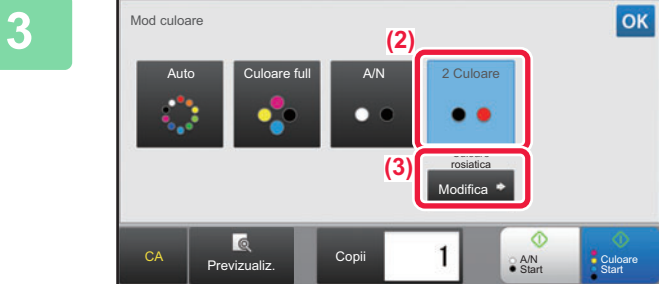 3
Mod culoare
OK
(2)
Auto
Culoare full
A/N
2 Culoare
(3)
rosiatica
Modifica
CA
Previzualiz.
Copii
1
A/N
Start
Culoare
Start